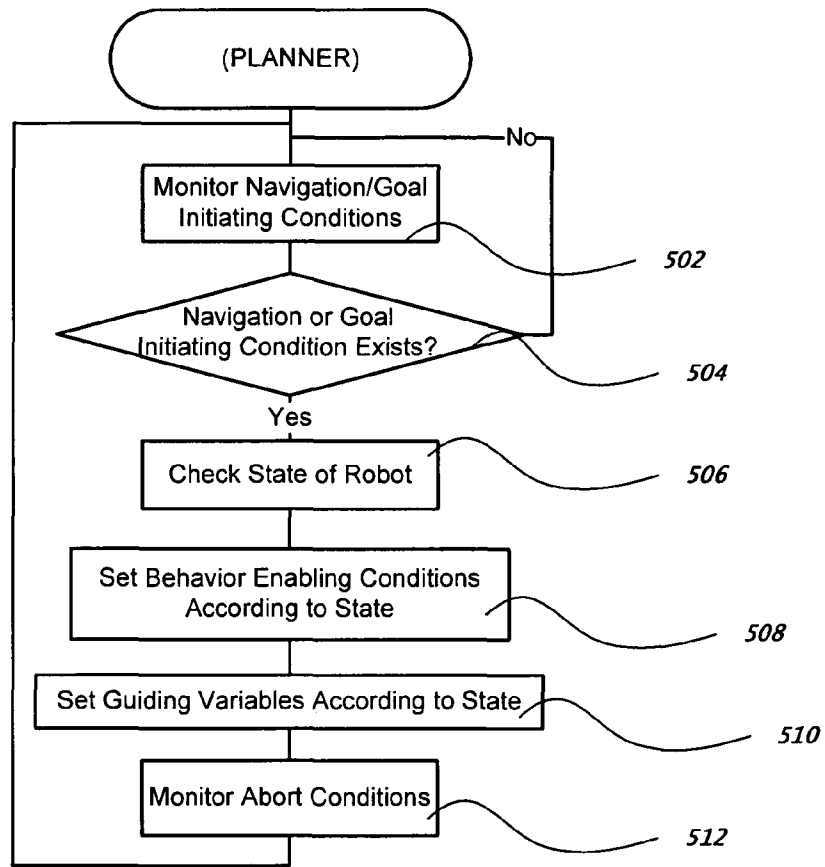 (PLANNER)
No
Monitor Navigation/Goal
Initiating Conditions
502
Navigation or Goal
Initiating Condition Exists?
504
Yes
Check State of Robot
506
Set Behavior Enabling Conditions
According to State
508
Set Guiding Variables According to State
510
Monitor Abort Conditions
512